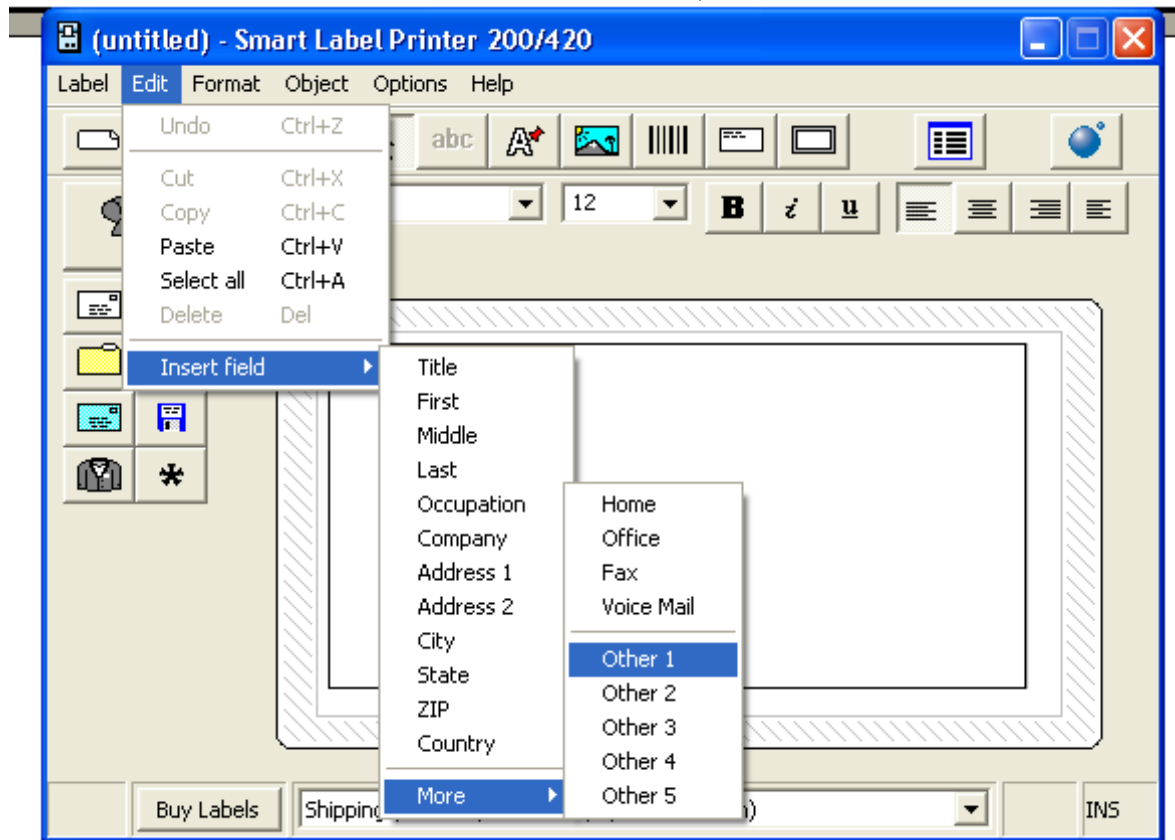 (untitled) - Smart Label Printer 200/420
Label Edit Format Object Options Help
Undo Ctrl+Z
abc
Cut Ctrl+X
Copy Ctrl+C
12 B i u
Paste Ctrl+V
Select all Ctrl+A
Delete Del
Insert field
Title
First
Middle
Last
Occupation
Company
Address 1
Address 2
City
State
ZIP
Country
More
Home
Office
Fax
Voice Mail
Other 1
Other 2
Other 3
Other 4
Other 5
Buy Labels
INS